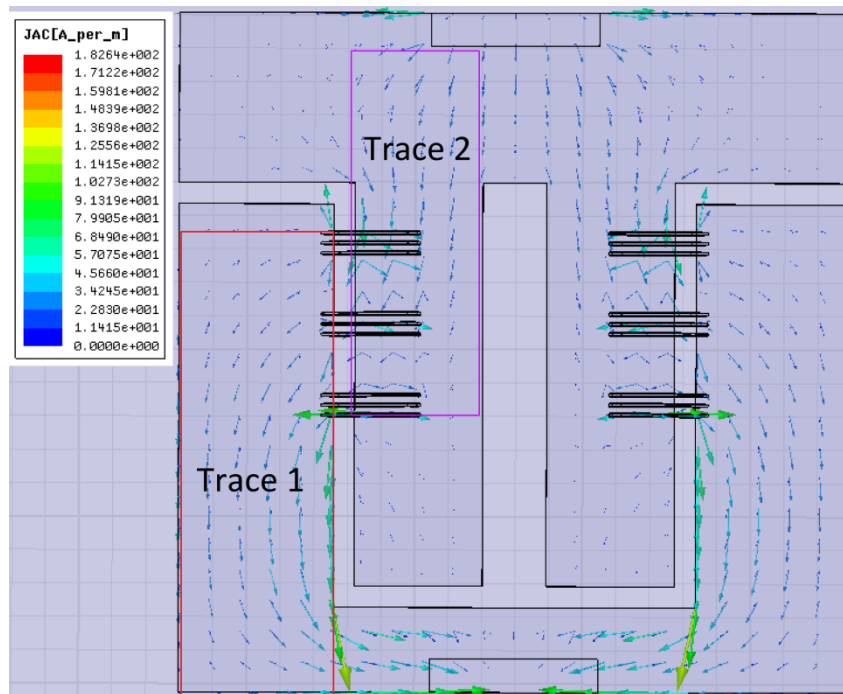 JAC[A_per_m]
1.8264e+002
1.7122e+002
1.5981e+002
1.4839e+002
1.3698e+002
1.2556e+002
1.1415e+002
1.0273e+002
9.1319e+001
7.9905e+001
6.8490e+001
5.7075e+001
4.5660e+001
3.4245e+001
2.2830e+001
1.1415e+001
0.0000e+000
Trace 2
Trace 1